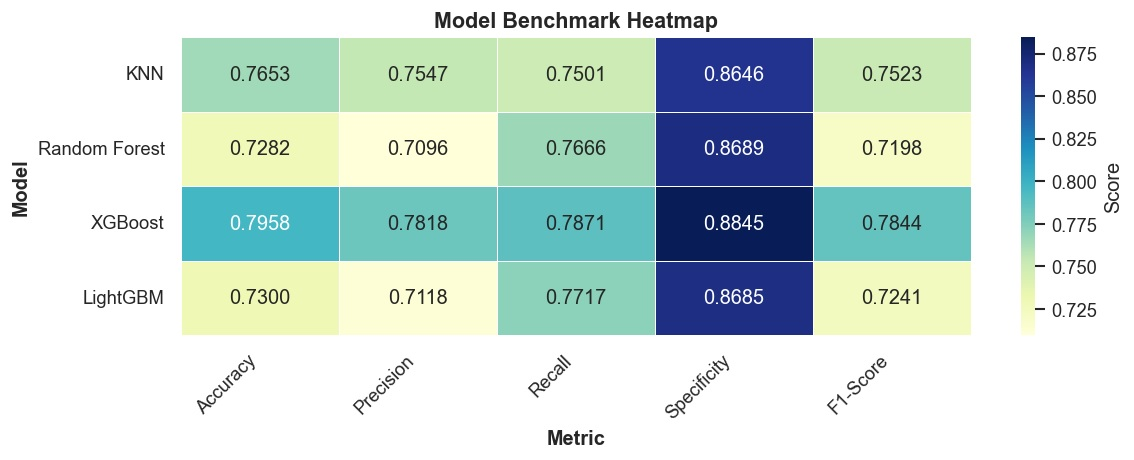 Model Benchmark Heatmap
Model
KNN 0.7653 0.7547 0.7501 0.8646 0.7523
Random Forest 0.7282 0.7096 0.7666 0.8689 0.7198
XGBoost 0.7958 0.7818 0.7871 0.8845 0.7844
LightGBM 0.7300 0.7118 0.7717 0.8685 0.7241
Accuracy Precision Recall Specificity F1-Score
Metric
0.875
0.850
0.825
0.800
0.775
0.750
0.725
Score